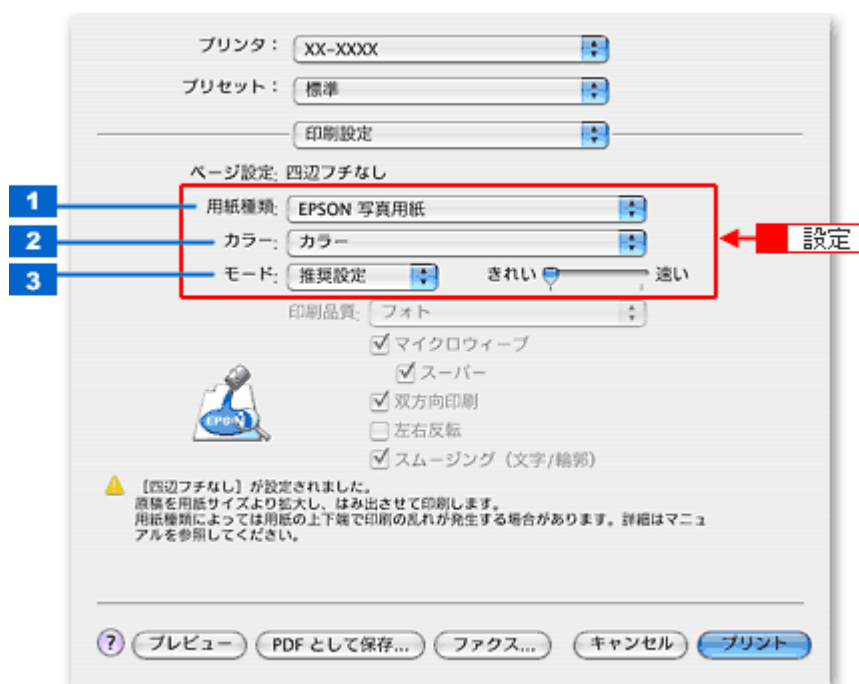 プリンタ： XX-XXXX
プリセット： 標準
印刷設定
ページ設定: 四辺フチなし
1 用紙種類: EPSON 写真用紙
2 カラー: カラー 設定
3 モード: 推奨設定 きれい 速い
印刷品質: フォト
マイクロウィーブ
スーパー
双方向印刷
EPSON
左右反転
スムージング（文字/輪郭）
［四辺フチなし］が設定されました。
原稿を用紙サイズより拡大し、はみ出させて印刷します。
用紙種類によっては用紙の上下端で印刷の乱れが発生する場合があります。詳細はマニュ
アルを参照してください。
? プレビュー PDF として保存... ファクス... キャンセル プリント